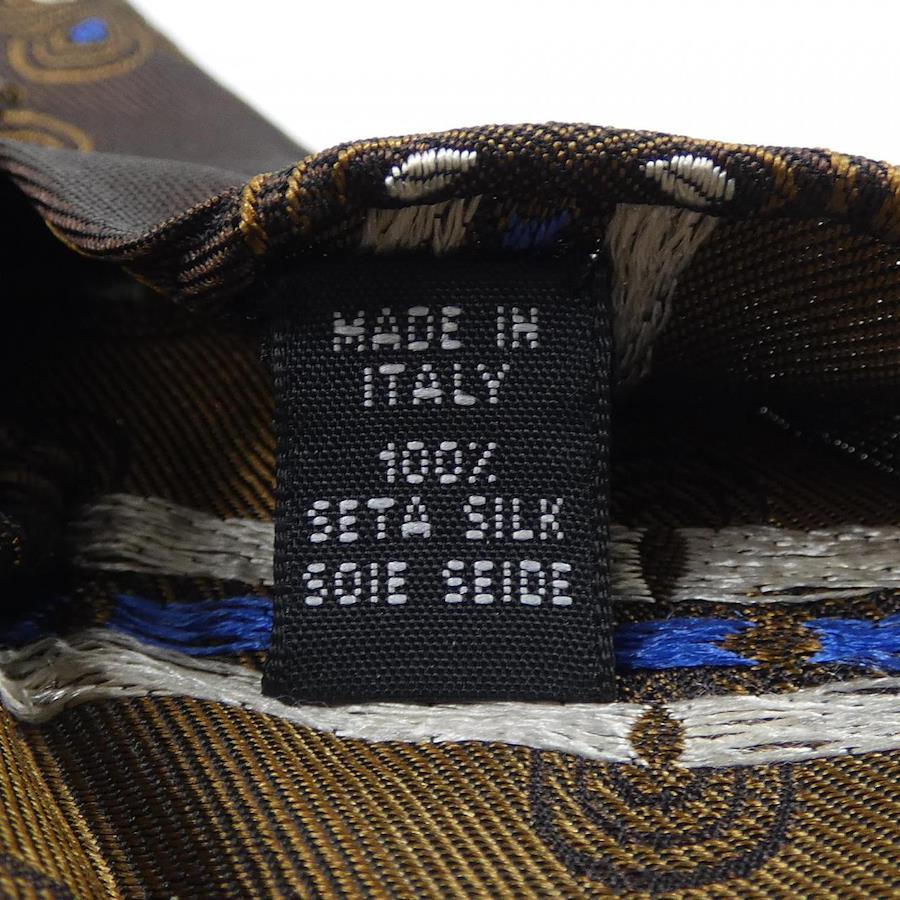 MADE IN
ITALY
100%
SETA SILK
SOIE SEIDE